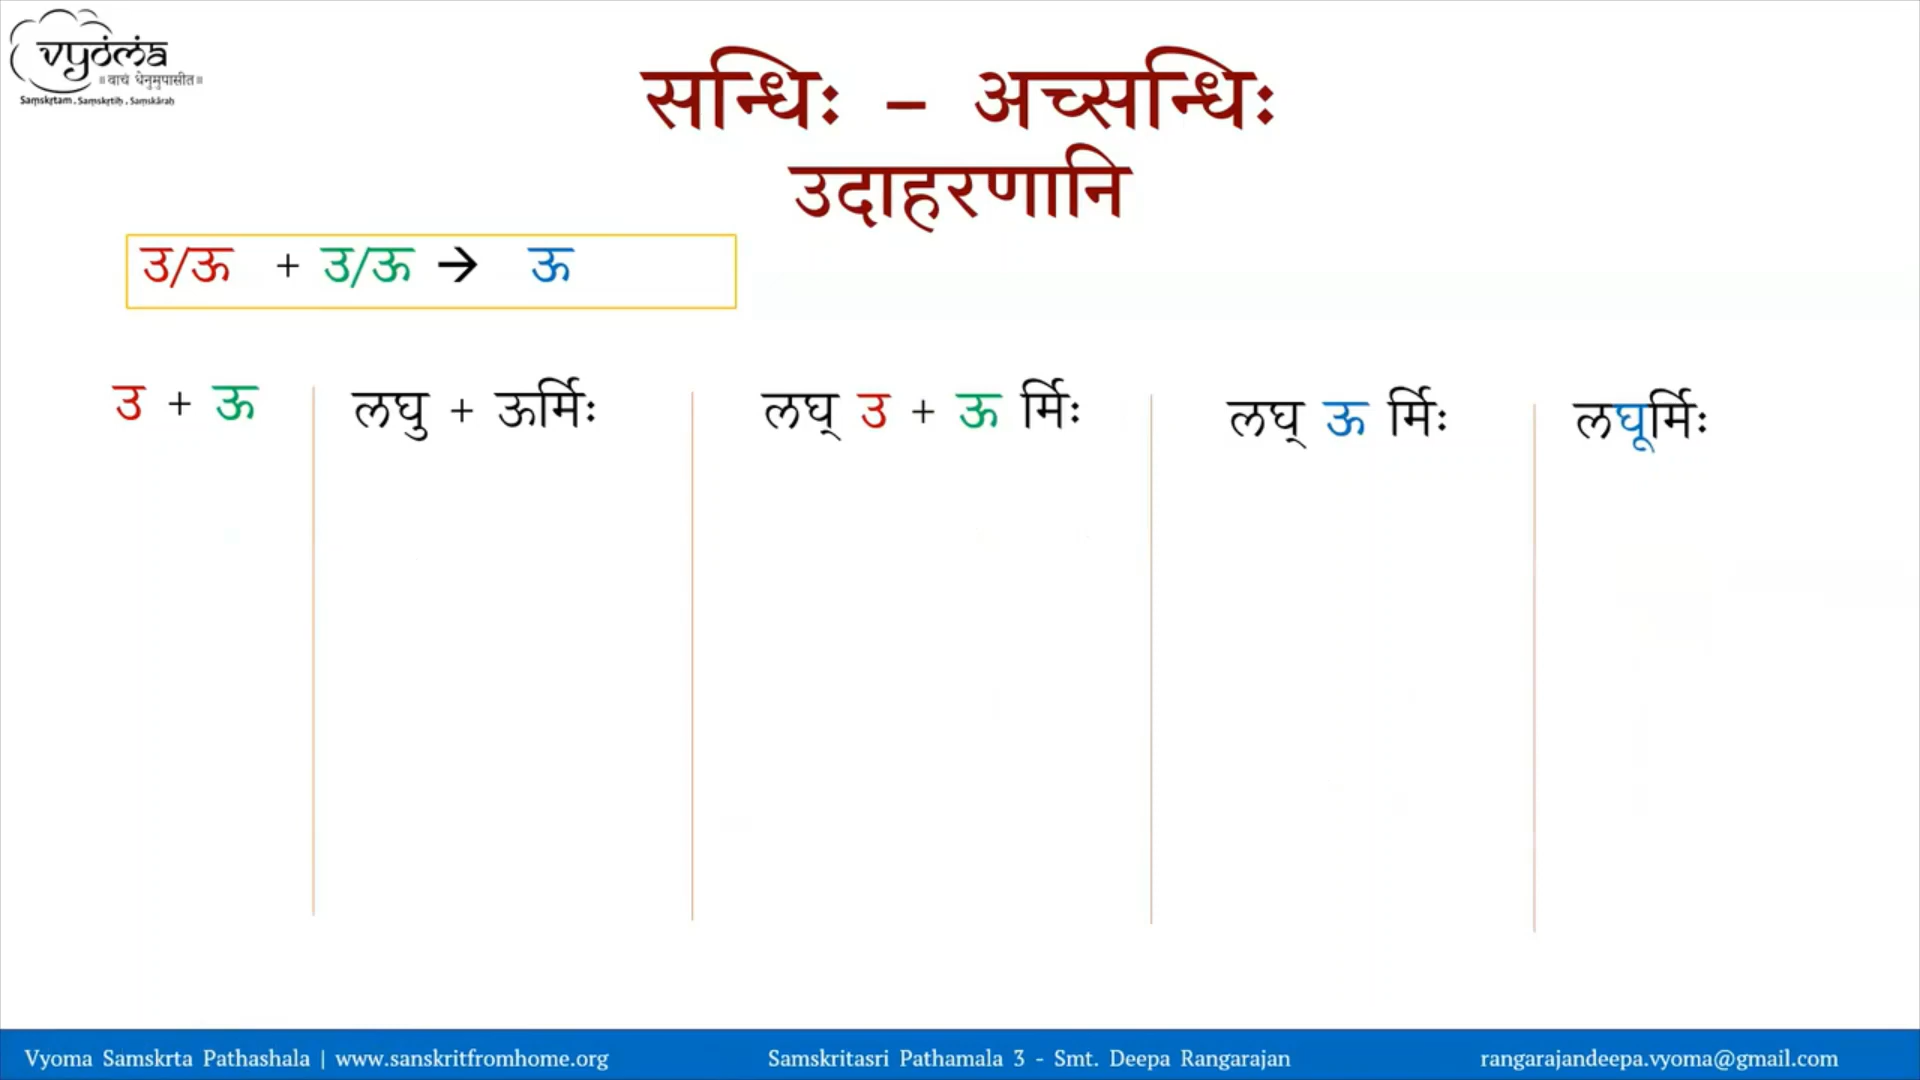 vyoma
॥वाचं धेनुमुपासीत॥
Saṃskṛtam . Saṃskṛtiḥ . Saṃskāraḥ
सन्धिः – अच्सन्धिः
उदाहरणानि
उ/ऊ + उ/ऊ → ऊ
उ + ऊ लघु + ऊर्मिः लघ् उ + ऊ र्मिः लघ् ऊ र्मिः लघूर्मिः
Vyoma Samskrta Pathashala | www.sanskritfromhome.org Samskritasri Pathamala 3 - Smt. Deepa Rangarajan rangarajandeepa.vyoma@gmail.com